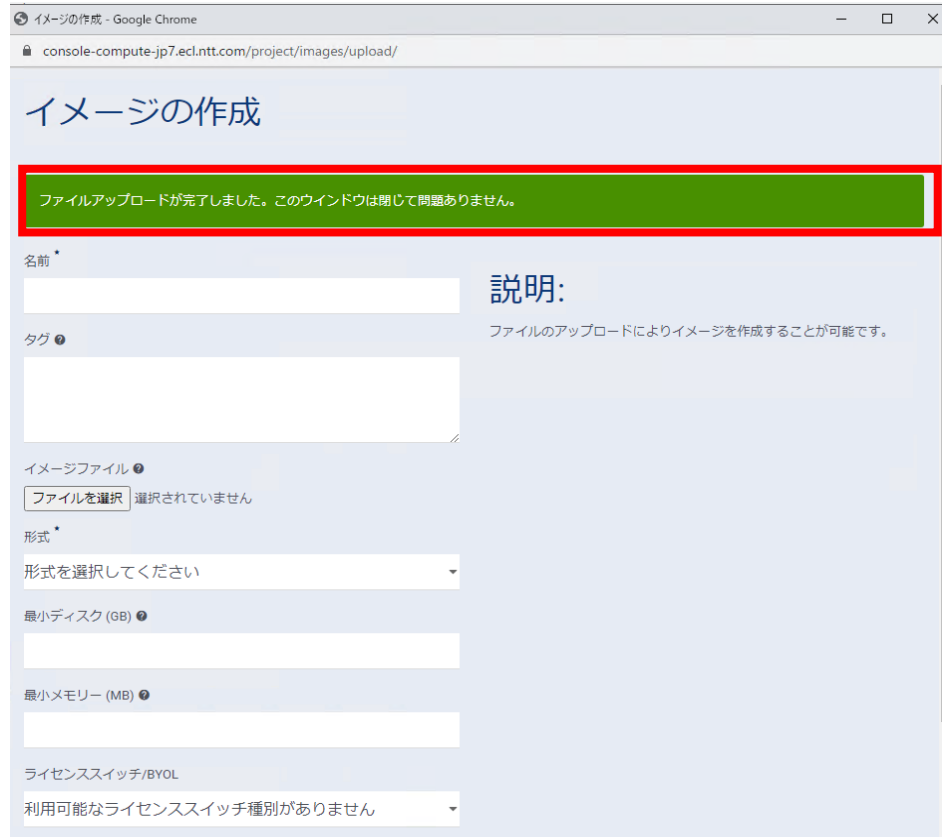 イメージの作成 - Google Chrome
console-compute-jp7.ecl.ntt.com/project/images/upload/
イメージの作成
ファイルアップロードが完了しました。このウインドウは閉じて問題ありません。
名前 *
説明:
ファイルのアップロードによりイメージを作成することが可能です。
タグ
イメージファイル
ファイルを選択 選択されていません
形式 *
形式を選択してください
最小ディスク (GB)
最小メモリー (MB)
ライセンススイッチ/BYOL
利用可能なライセンススイッチ種別がありません